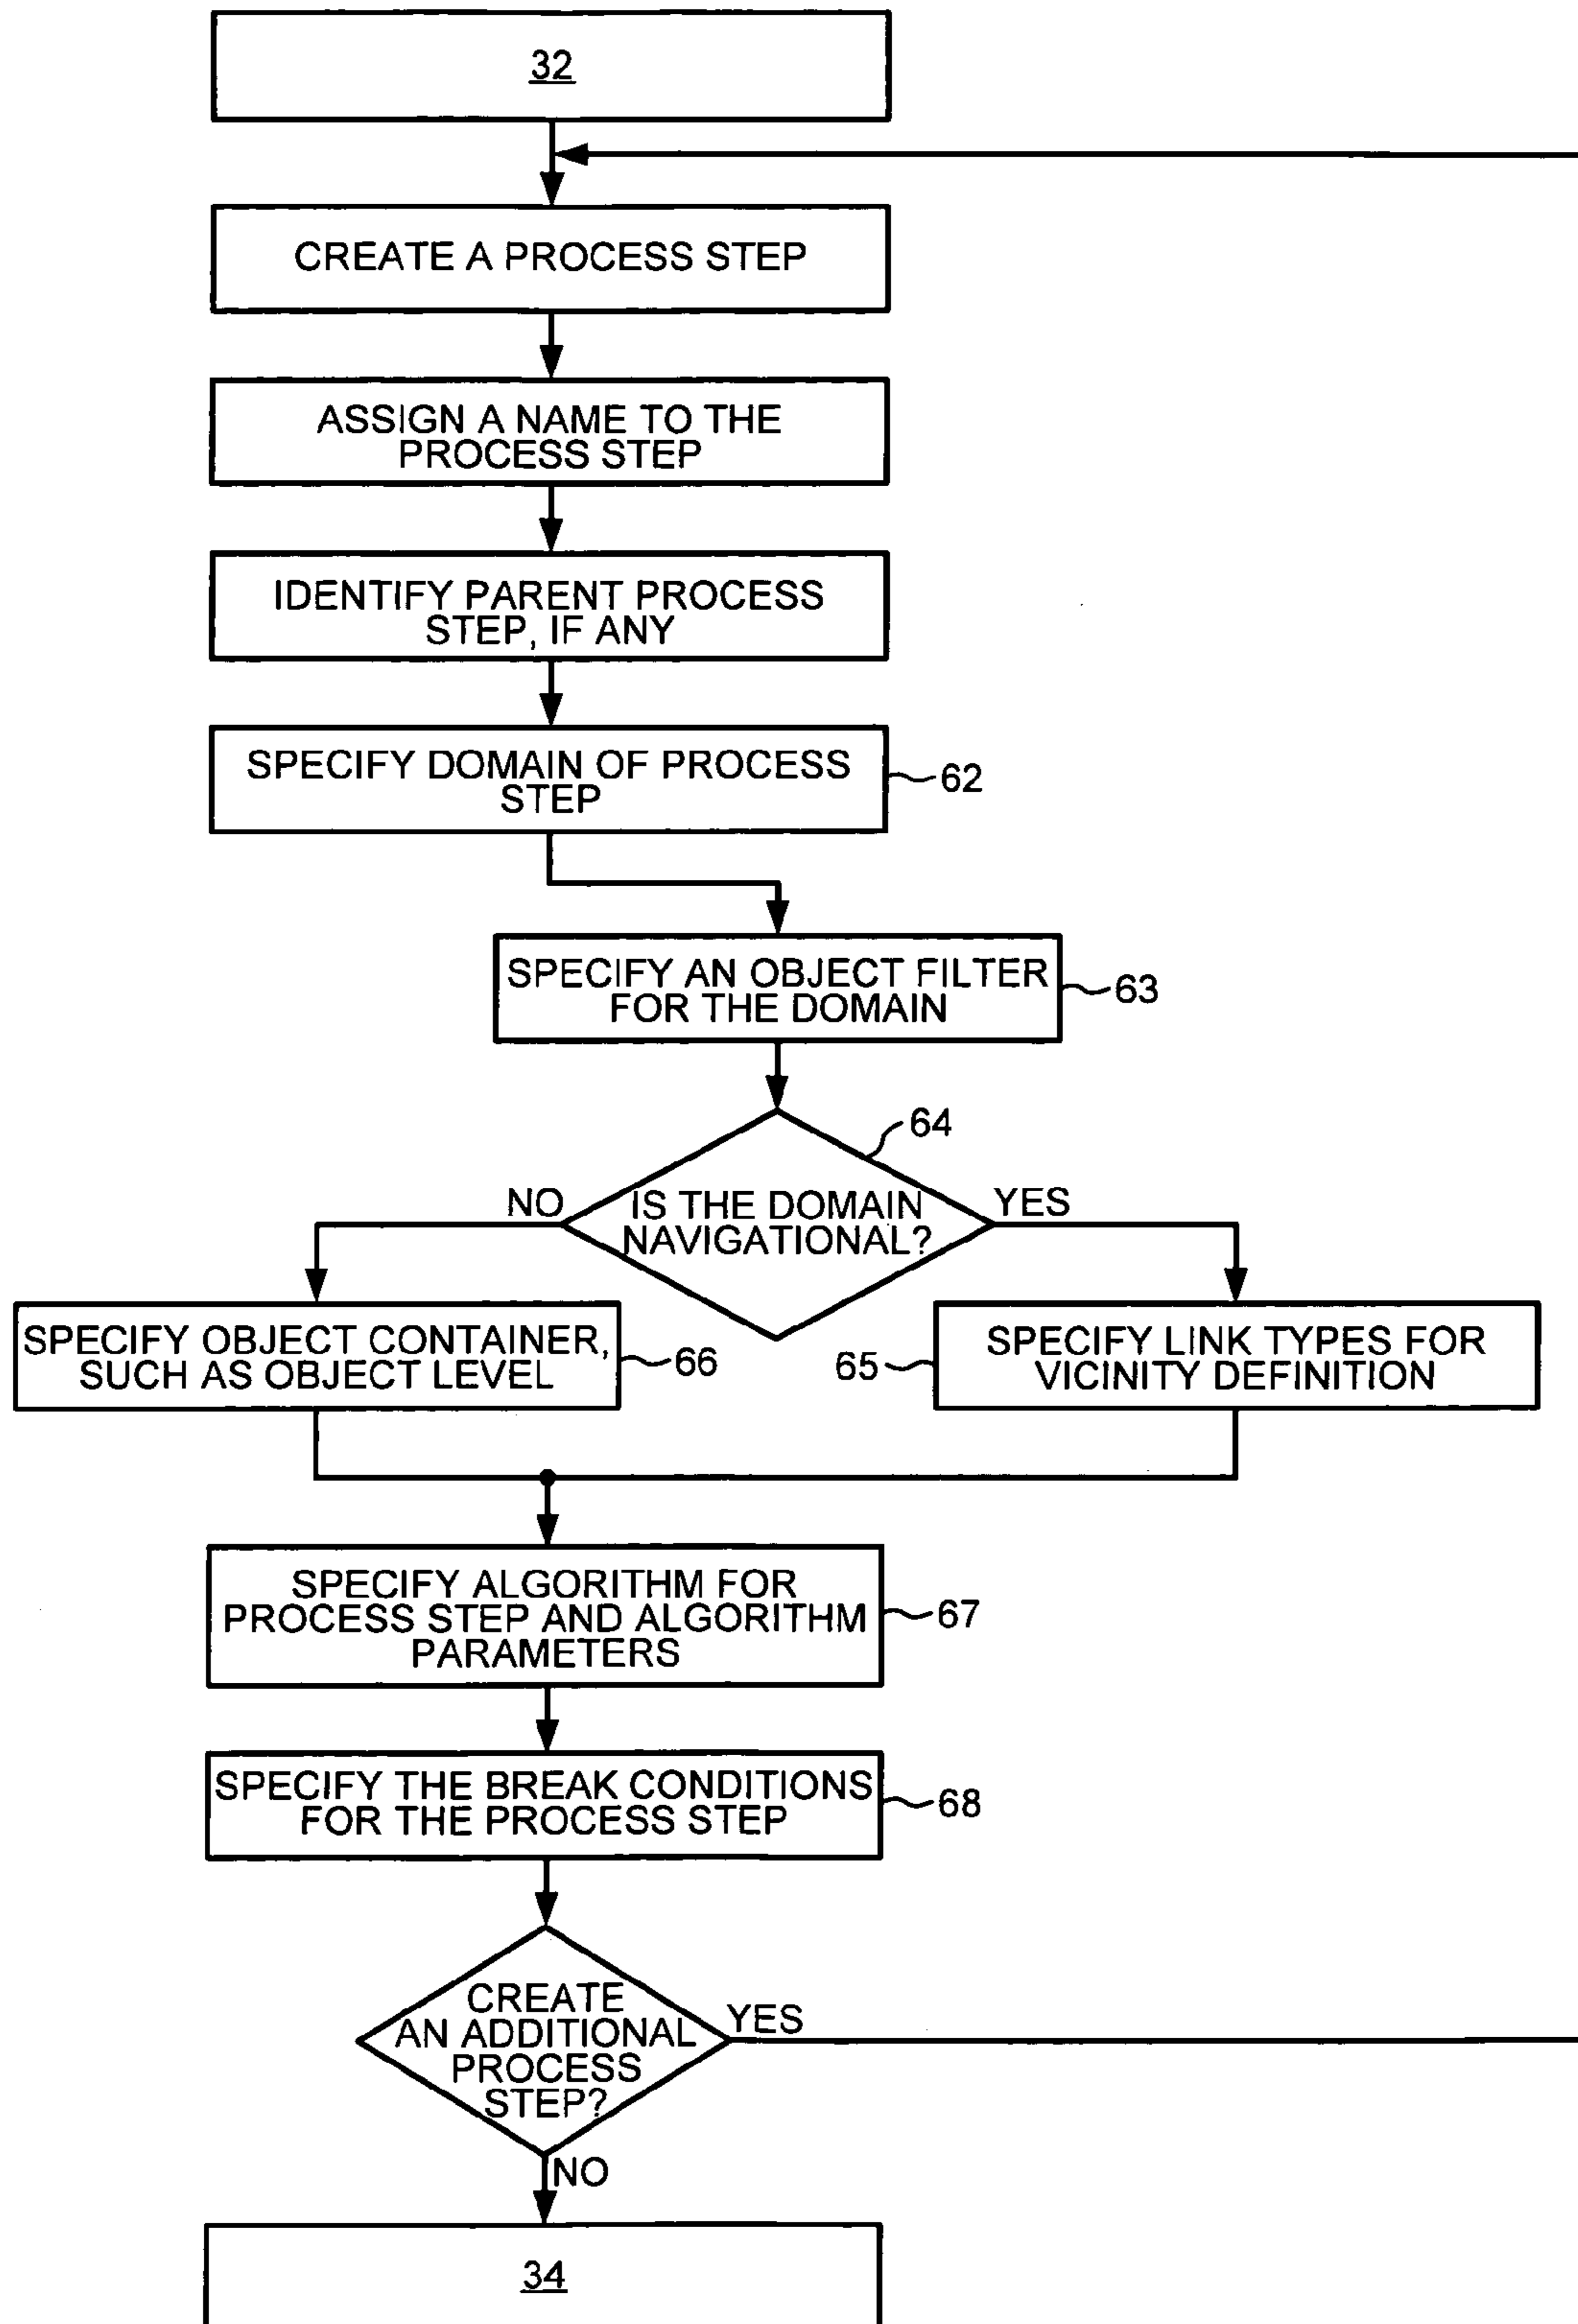 32
CREATE A PROCESS STEP
ASSIGN A NAME TO THE
PROCESS STEP
IDENTIFY PARENT PROCESS
STEP, IF ANY
SPECIFY DOMAIN OF PROCESS
STEP
62
SPECIFY AN OBJECT FILTER
FOR THE DOMAIN
63
64
NO
IS THE DOMAIN
NAVIGATIONAL?
YES
SPECIFY OBJECT CONTAINER,
SUCH AS OBJECT LEVEL
66
65
SPECIFY LINK TYPES FOR
VICINITY DEFINITION
SPECIFY ALGORITHM FOR
PROCESS STEP AND ALGORITHM
PARAMETERS
67
SPECIFY THE BREAK CONDITIONS
FOR THE PROCESS STEP
68
CREATE
AN ADDITIONAL
PROCESS
STEP?
YES
NO
34